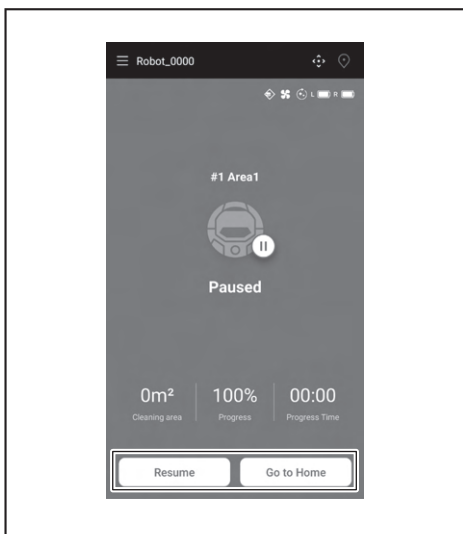 Robot_0000
L R
#1 Area1
Paused
0m² 100% 00:00
Cleaning area Progress Progress Time
Resume Go to Home